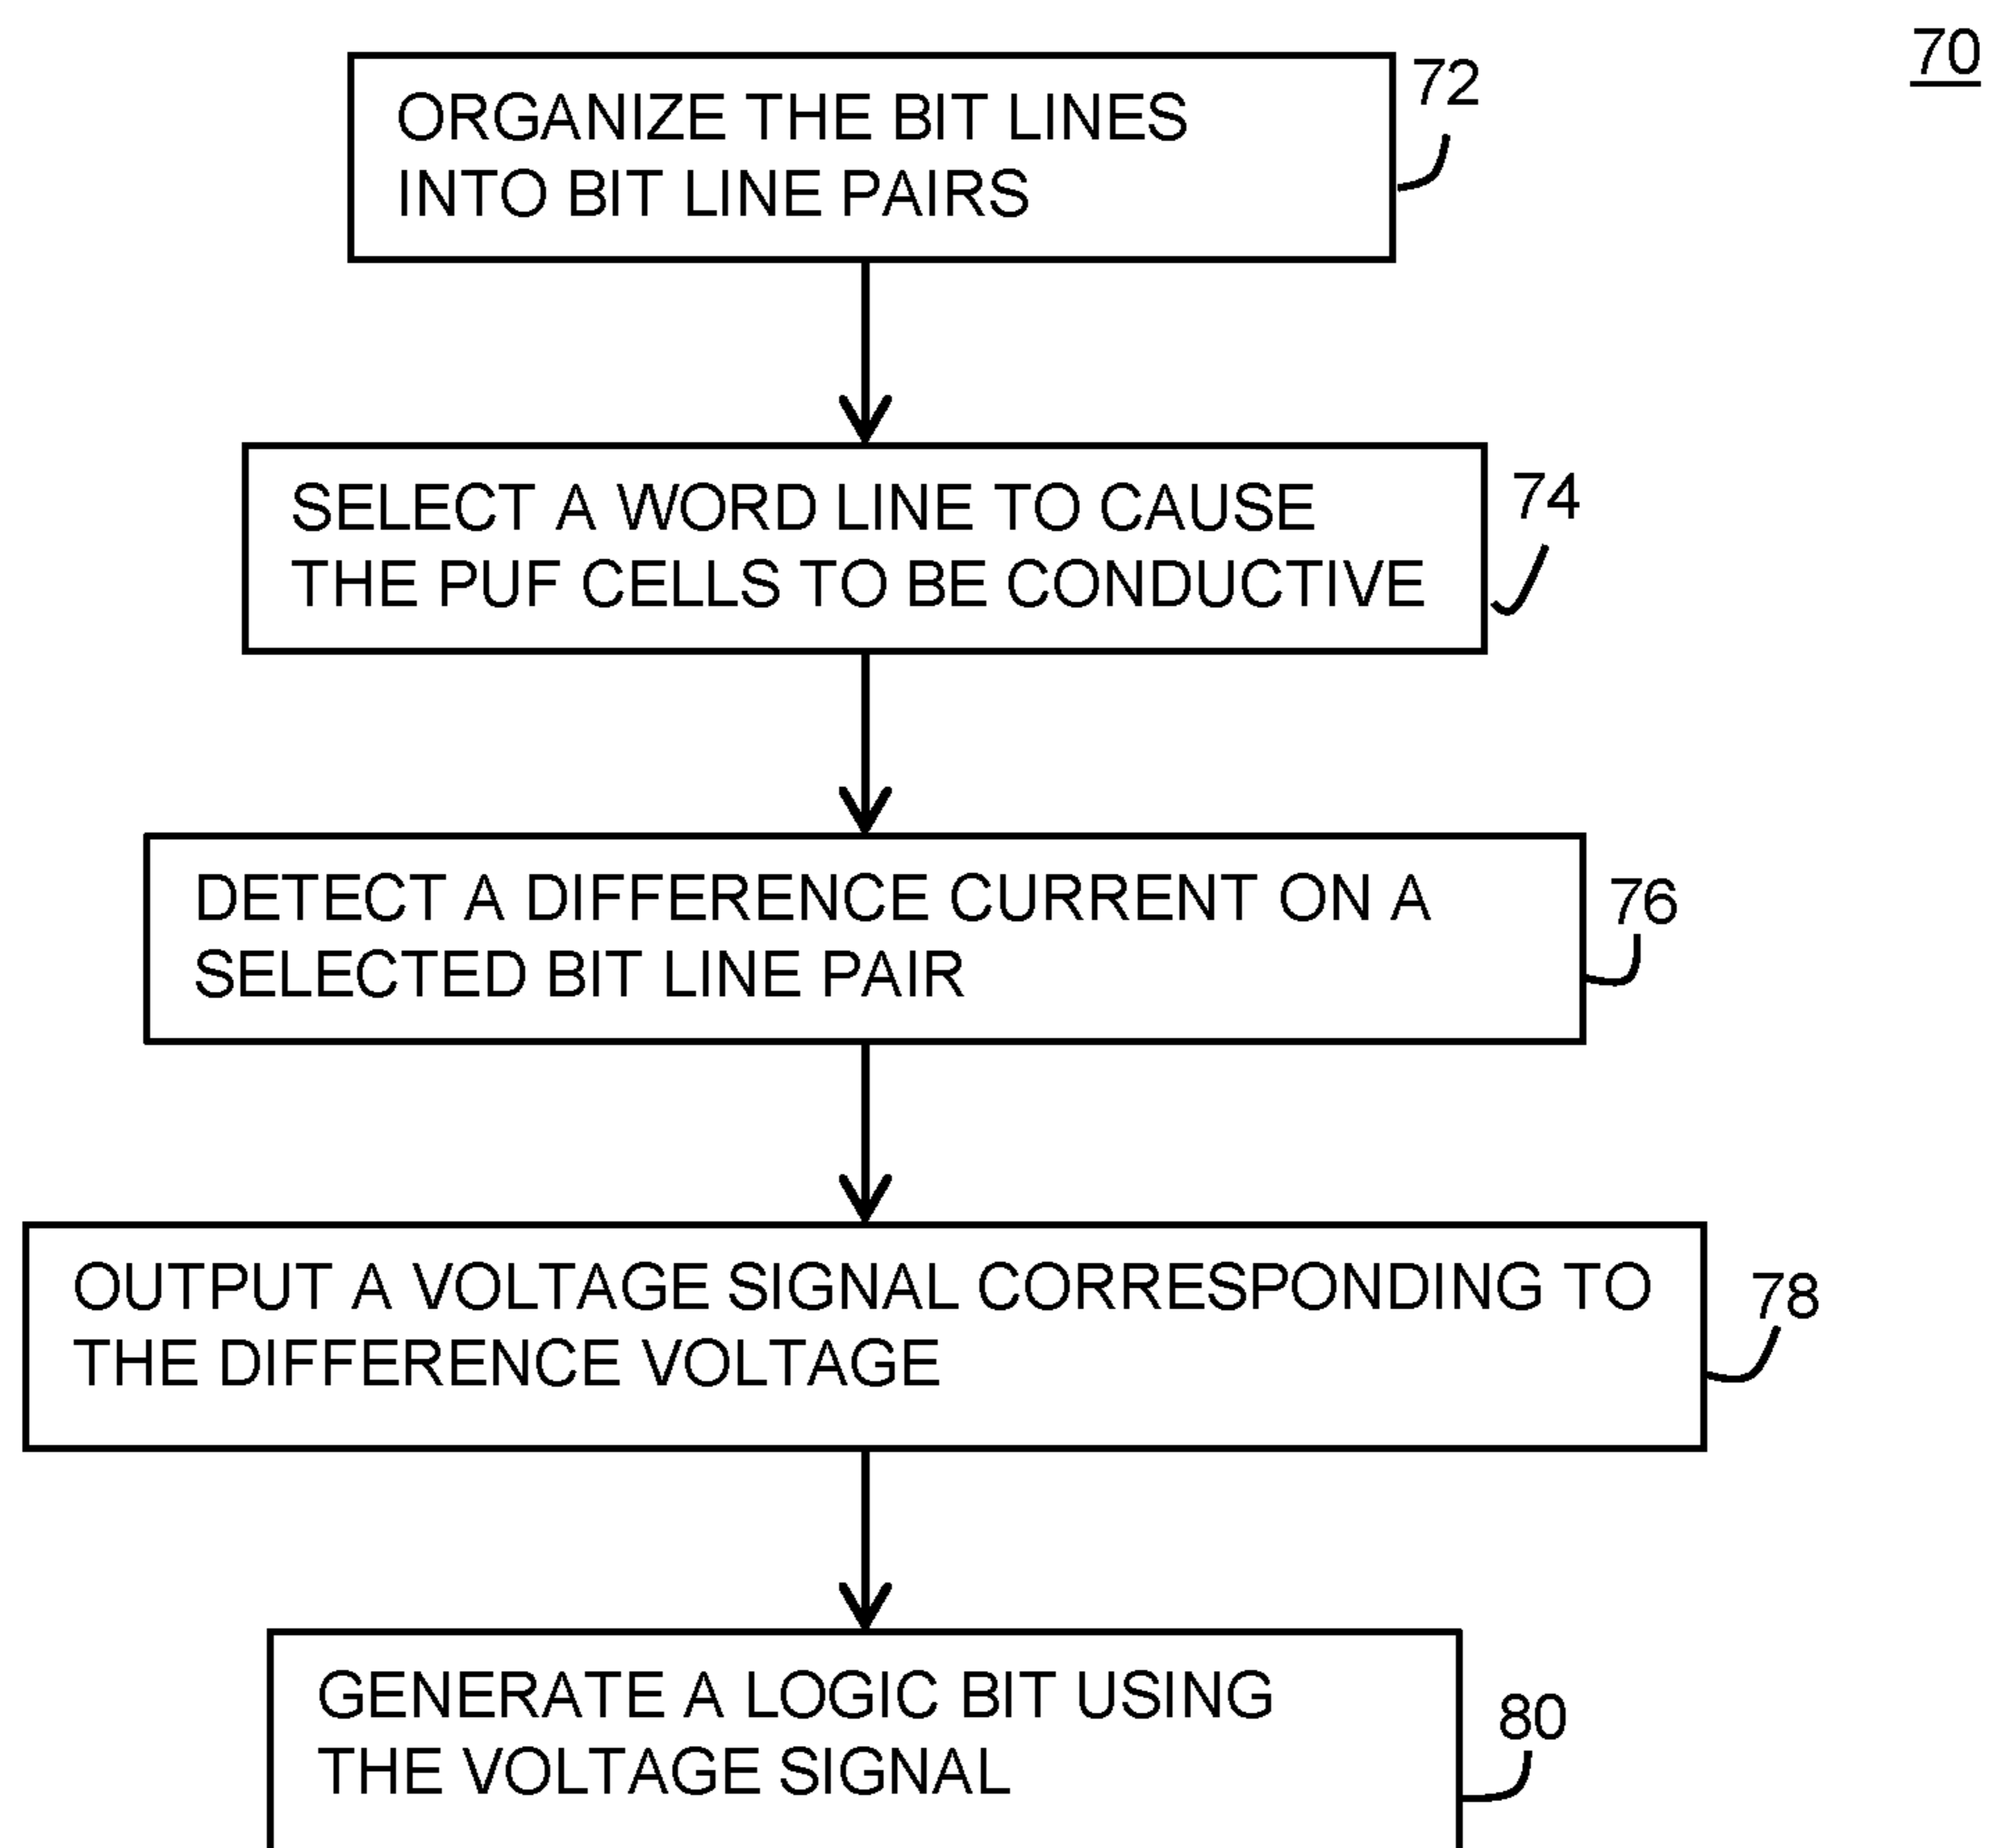 70
ORGANIZE THE BIT LINES
INTO BIT LINE PAIRS
72
SELECT A WORD LINE TO CAUSE
THE PUF CELLS TO BE CONDUCTIVE
74
DETECT A DIFFERENCE CURRENT ON A
SELECTED BIT LINE PAIR
76
OUTPUT A VOLTAGE SIGNAL CORRESPONDING TO
THE DIFFERENCE VOLTAGE
78
GENERATE A LOGIC BIT USING
THE VOLTAGE SIGNAL
80